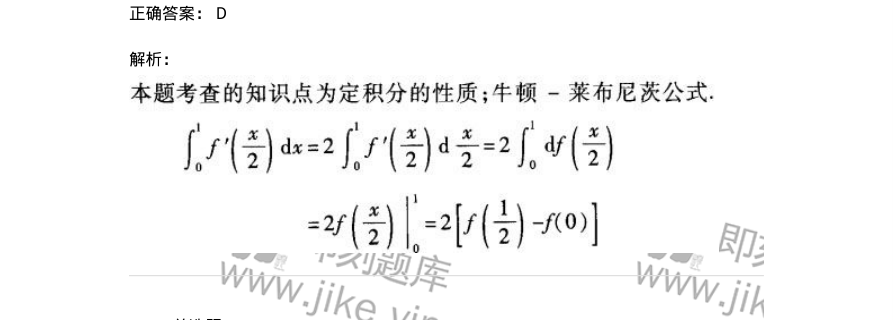 正确答案： D
解析：
本题考查的知识点为定积分的性质;牛顿 - 莱布尼茨公式.
∫₀¹ f′(x/2) dx = 2 ∫₀¹ f′(x/2) d x/2 = 2 ∫₀¹ df(x/2)
= 2f(x/2) |₀¹ = 2[f(1/2) - f(0)]
即刻题库
www.jike